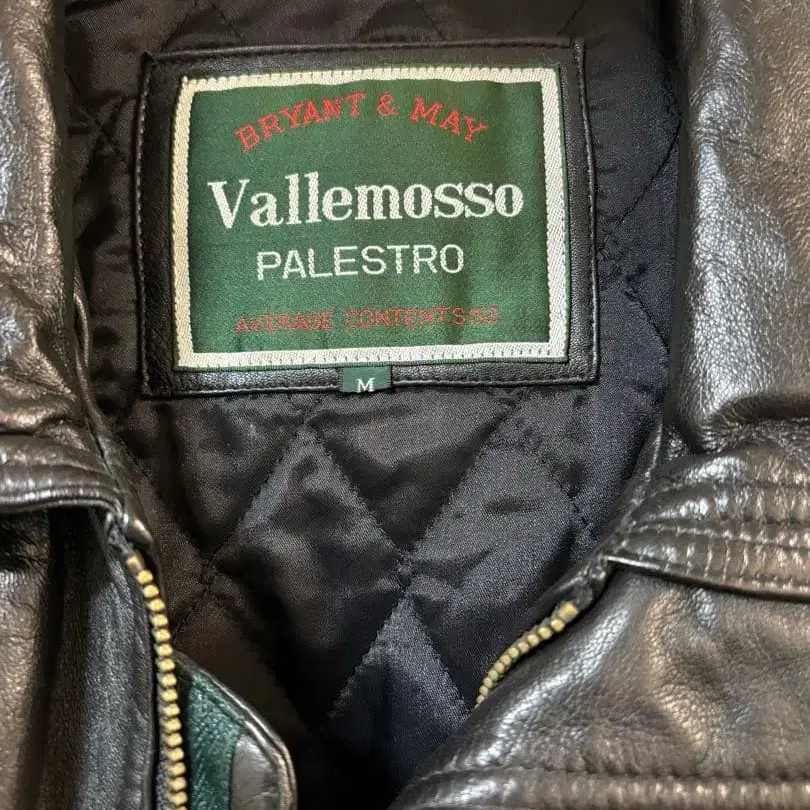 BRYANT & MAY
Vallemosso
PALESTRO
AVERAGE CONTENTS 52
M